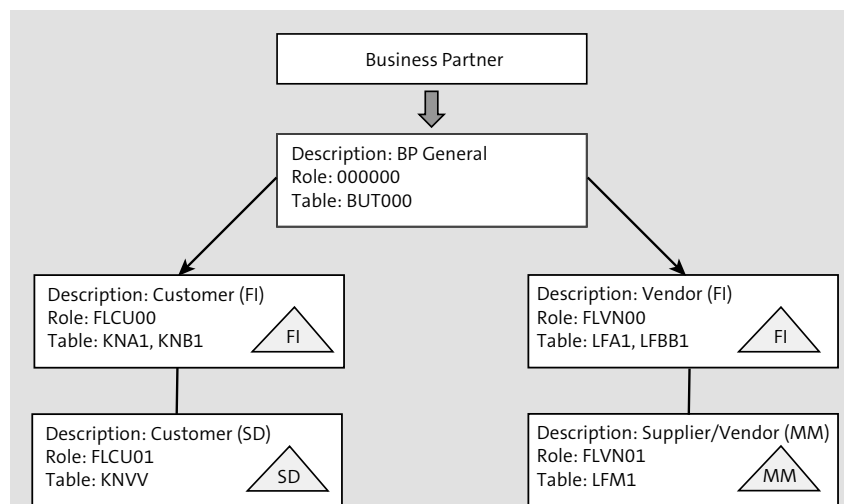 Business Partner
Description: BP General
Role: 000000
Table: BUT000
Description: Customer (FI)
Role: FLCU00
Table: KNA1, KNB1
FI
Description: Vendor (FI)
Role: FLVN00
Table: LFA1, LFBB1
FI
Description: Customer (SD)
Role: FLCU01
Table: KNVV
SD
Description: Supplier/Vendor (MM)
Role: FLVN01
Table: LFM1
MM